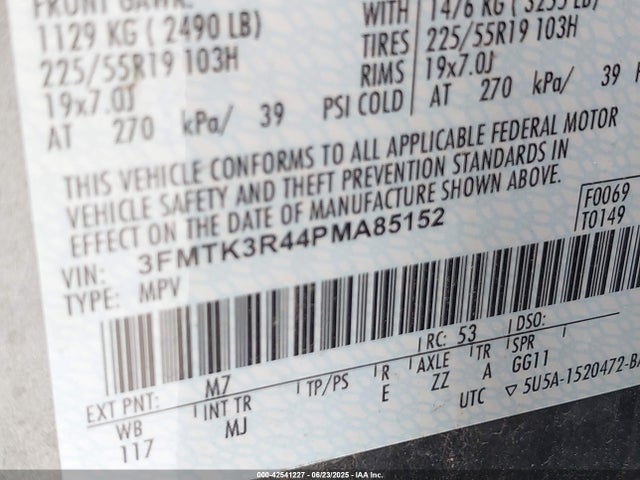 FRONT GAWR:
1129 KG ( 2490 LB)
225/55R19 103H
19x7.0J
AT 270 kPa/ 39 PSI COLD
WITH
TIRES
RIMS
AT 270 kPa/ 39
225/55R19 103H
19x7.0J
THIS VEHICLE CONFORMS TO ALL APPLICABLE FEDERAL MOTOR
VEHICLE SAFETY AND THEFT PREVENTION STANDARDS IN
EFFECT ON THE DATE OF MANUFACTURE SHOWN ABOVE.
VIN: 3FMTK3R44PMA85152
TYPE: MPV
F0069
T0149
EXT PNT: M7 RC: 53 DSO:
WB INT TR TP/PS R AXLE TR SPR
117 MJ E ZZ A GG11
UTC 5U5A-1520472-BA
000-42541227 - 06/23/2025 - IAA Inc.